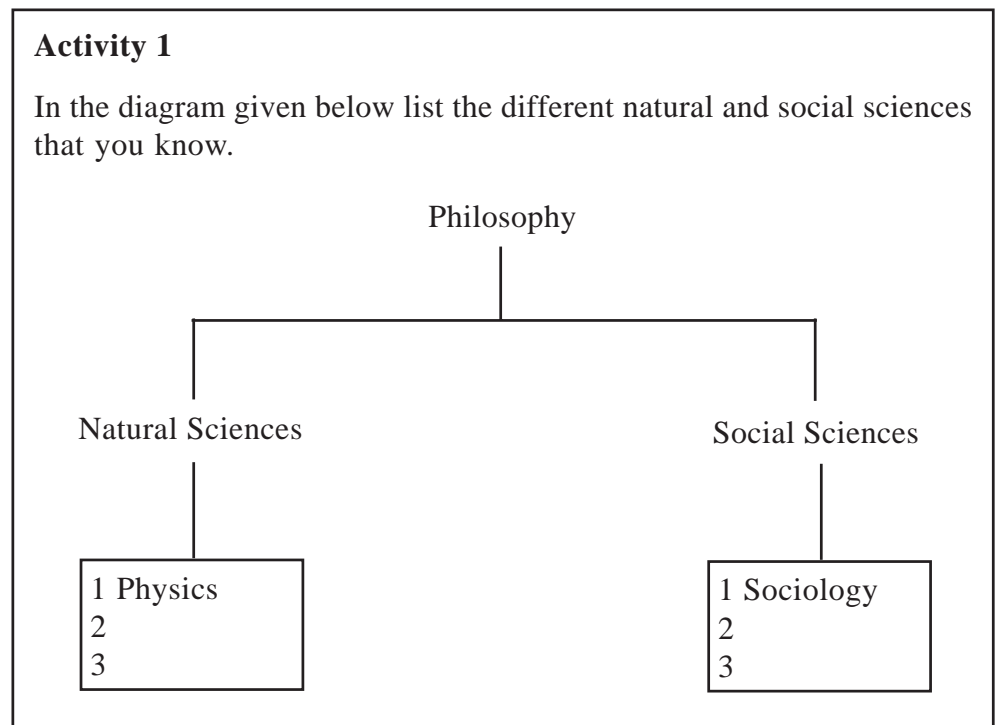 Activity 1
In the diagram given below list the different natural and social sciences
that you know.
Philosophy
Natural Sciences
Social Sciences
1 Physics
2
3
1 Sociology
2
3